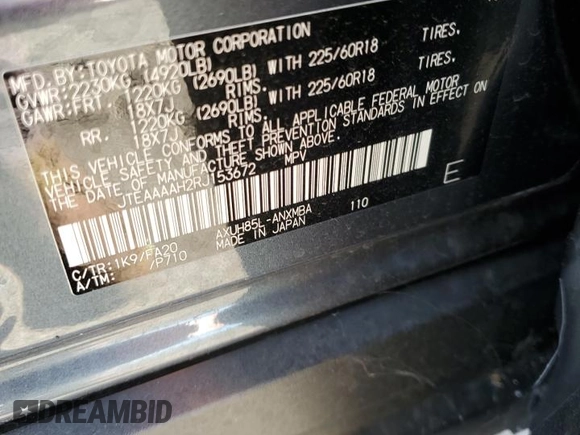 MFD.BY:TOYOTA MOTOR CORPORATION
GVWR:2230KG (4920LB)
GAWR:FRT. 1220KG (2690LB) WITH 225/60R18 TIRES.
18X7J RIMS.
RR. 1220KG (2690LB) WITH 225/60R18 TIRES.
18X7J RIMS.
THIS VEHICLE CONFORMS TO ALL APPLICABLE FEDERAL MOTOR
VEHICLE SAFETY AND THEFT PREVENTION STANDARDS IN EFFECT ON
THE DATE OF MANUFACTURE SHOWN ABOVE.
JTEAAAAH2RJ153672 MPV
E
C/TR:1K9/FA20 AXUH85L-ANXMBA 110
A/TM: /P710 MADE IN JAPAN
DREAMBID